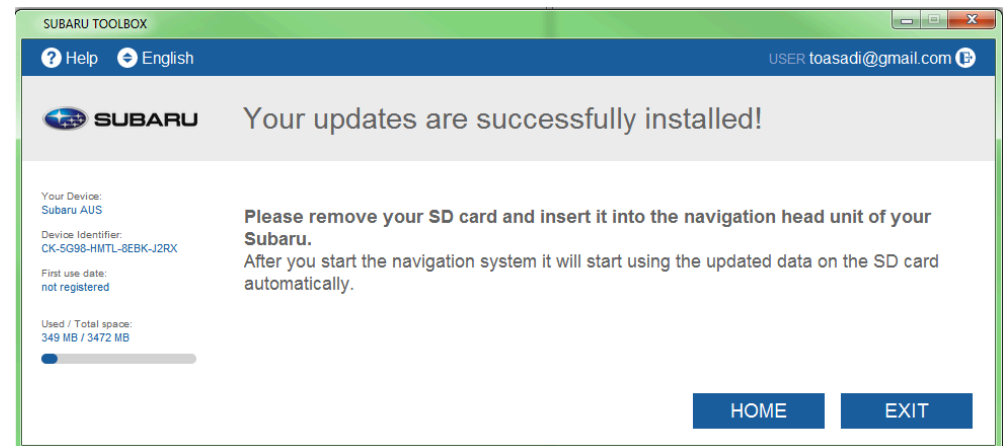 SUBARU TOOLBOX
Help English USER toasadi@gmail.com
SUBARU
Your updates are successfully installed!
Your Device:
Subaru AUS
Device Identifier:
CK-5G98-HMTL-8EBK-J2RX
First use date:
not registered
Used / Total space:
349 MB / 3472 MB
Please remove your SD card and insert it into the navigation head unit of your
Subaru.
After you start the navigation system it will start using the updated data on the SD card
automatically.
HOME EXIT